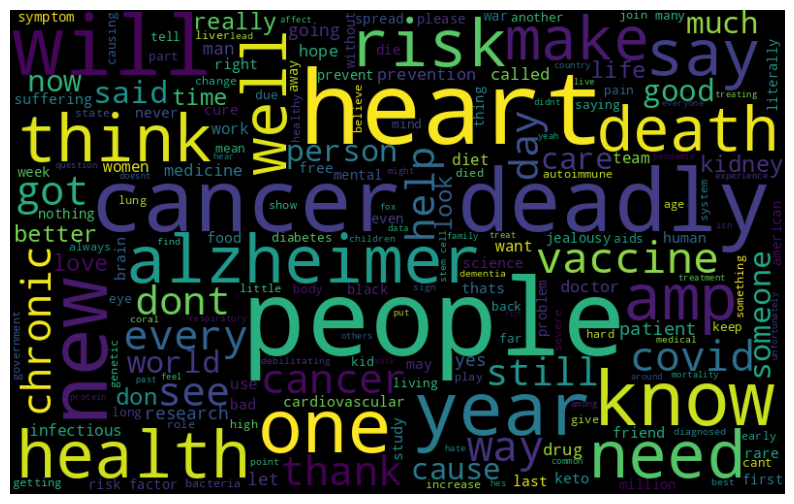 symptom
causing
affect
really
tell
part
will
liver
lead
spread
please
going
man
hope
right
war
another
without
die
risk
make
join many
country
live
didnt
much
say
literally
now
suffering
said
time
change
cure
away
well
due
healthy
prevent
prevention
called
believe
heart
life
thing
saying
pain
good
everyone
treating
state
never
work
think
mean
question
hear
women
person
mind
yeah
death
week
doesnt
medicine
free
mental
might
help
look
diet
died
day
care
team
pandemic
kidney
autoimmune
experience
got
nothing
lung
cancer
show
fox
even
data
deadly
age
system
isn
american
better
always
find
food
diabetes
children
family
treat
stem cell
want
jealousy
aids
human
chronic
love
brain
alzheimer
little
sign
thats
science
dementia
vaccine
treatment
something
new
eye
body
black
back
doctor
problem
dont
coral
respiratory
people
put
far
hard
severe
amp
patient
keep
medical
unfortunately
someone
government
genetic
every
others
run
past
feel
debilitating
kid
mask
yes
still
covid
protein
don
world
see
cancer
may
living
play
around
mortality
long
use
cardiovascular
year
know
infectious
research
bad
role
high
one
study
hate
among
way
give
friend
diagnosed
early
health
point
thank
cause
drug
common
need
cant
rare
getting
risk factor
bacteria
let
increase
hes
last
keto
million
best
first